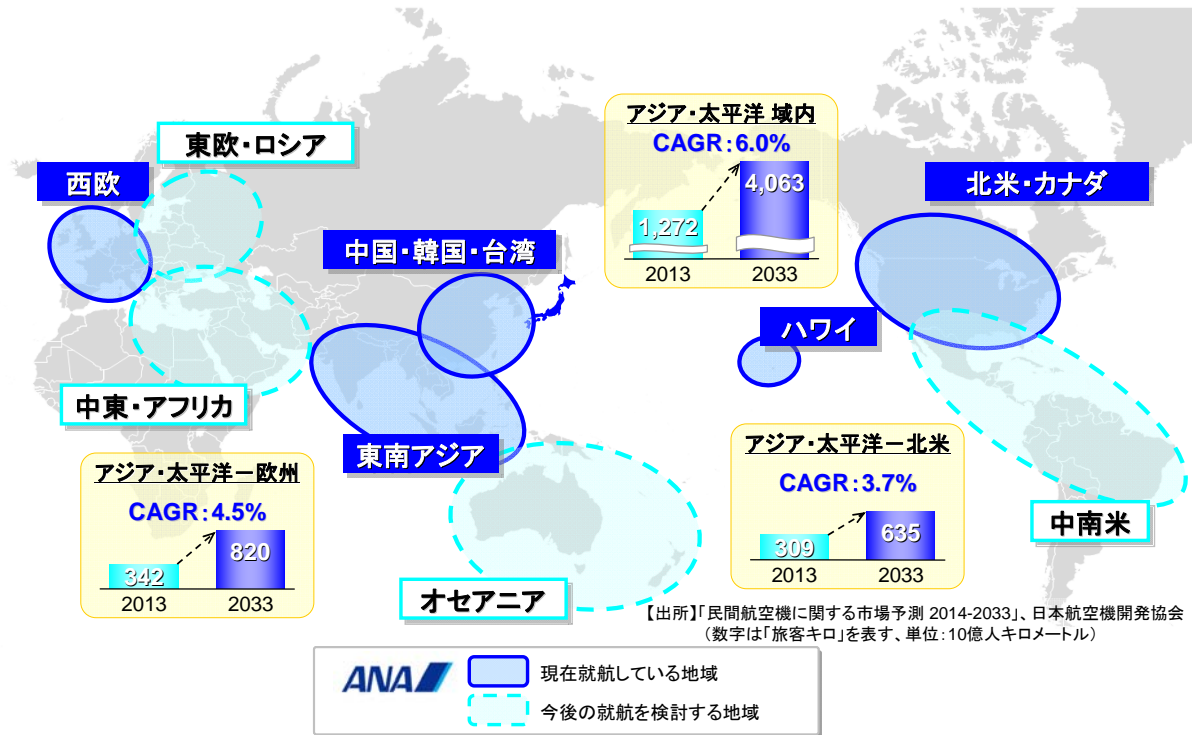 東欧・ロシア
西欧
中国・韓国・台湾
アジア・太平洋 域内
CAGR：6.0%
1,272
4,063
2013
2033
北米・カナダ
ハワイ
中東・アフリカ
東南アジア
アジア・太平洋－欧州
CAGR：4.5%
342
820
2013
2033
アジア・太平洋－北米
CAGR：3.7%
309
635
2013
2033
中南米
オセアニア
【出所】「民間航空機に関する市場予測 2014-2033」、日本航空機開発協会
（数字は「旅客キロ」を表す、単位：10億人キロメートル）
ANA
現在就航している地域
今後の就航を検討する地域